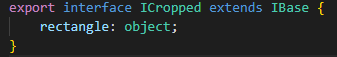 export interface ICropped extends IBase {
    rectangle: object;
}